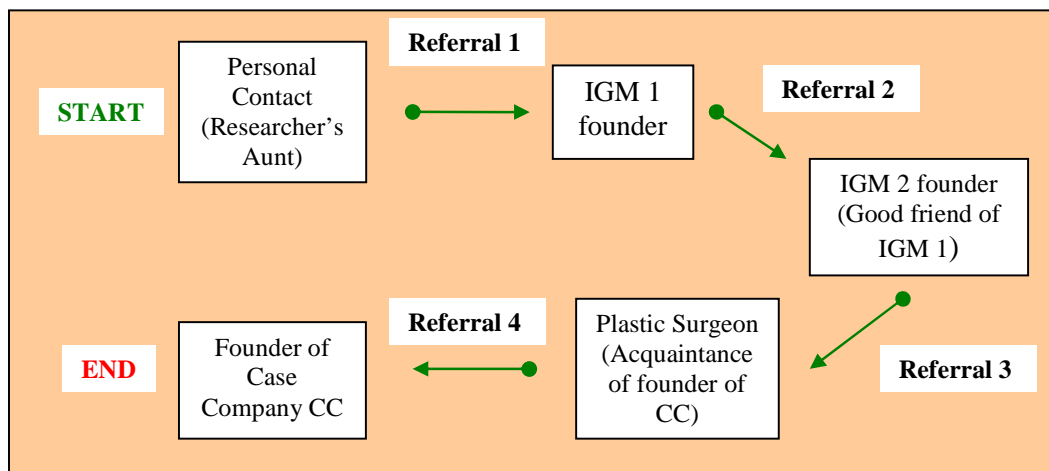 START
Personal
Contact
(Researcher's
Aunt)
Referral 1
IGM 1
founder
Referral 2
IGM 2 founder
(Good friend of
IGM 1)
Referral 3
Plastic Surgeon
(Acquaintance
of founder of
CC)
Referral 4
Founder of
Case
Company CC
END